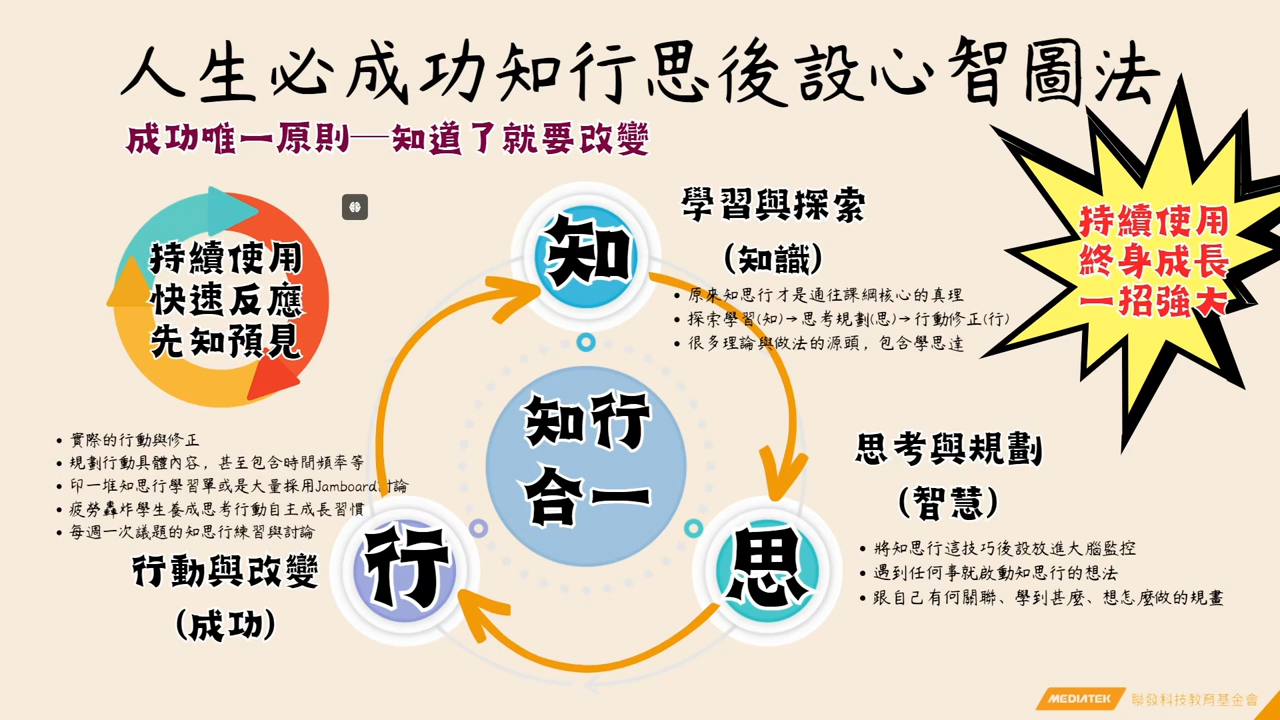 人生必成功知行思後設心智圖法
成功唯一原則──知道了就要改變
持續使用
快速反應
先知預見
知
學習與探索
(知識)
• 原來知思行才是通往課綱核心的真理
• 探索學習(知)→思考規劃(思)→行動修正(行)
• 很多理論與做法的源頭，包含學思達
持續使用
終身成長
一招強大
知行
合一
• 實際的行動與修正
• 規劃行動具體內容，甚至包含時間頻率等
• 印一堆知思行學習單或是大量採用Jamboard討論
• 疲勞轟炸學生養成思考行動自主成長習慣
• 每週一次議題的知思行練習與討論
行動與改變
(成功)
行
思
思考與規劃
(智慧)
• 將知思行這技巧後設放進大腦監控
• 遇到任何事就啟動知思行的想法
• 跟自己有何關聯、學到甚麼、想怎麼做的規畫
MEDIATEK 聯發科技教育基金會